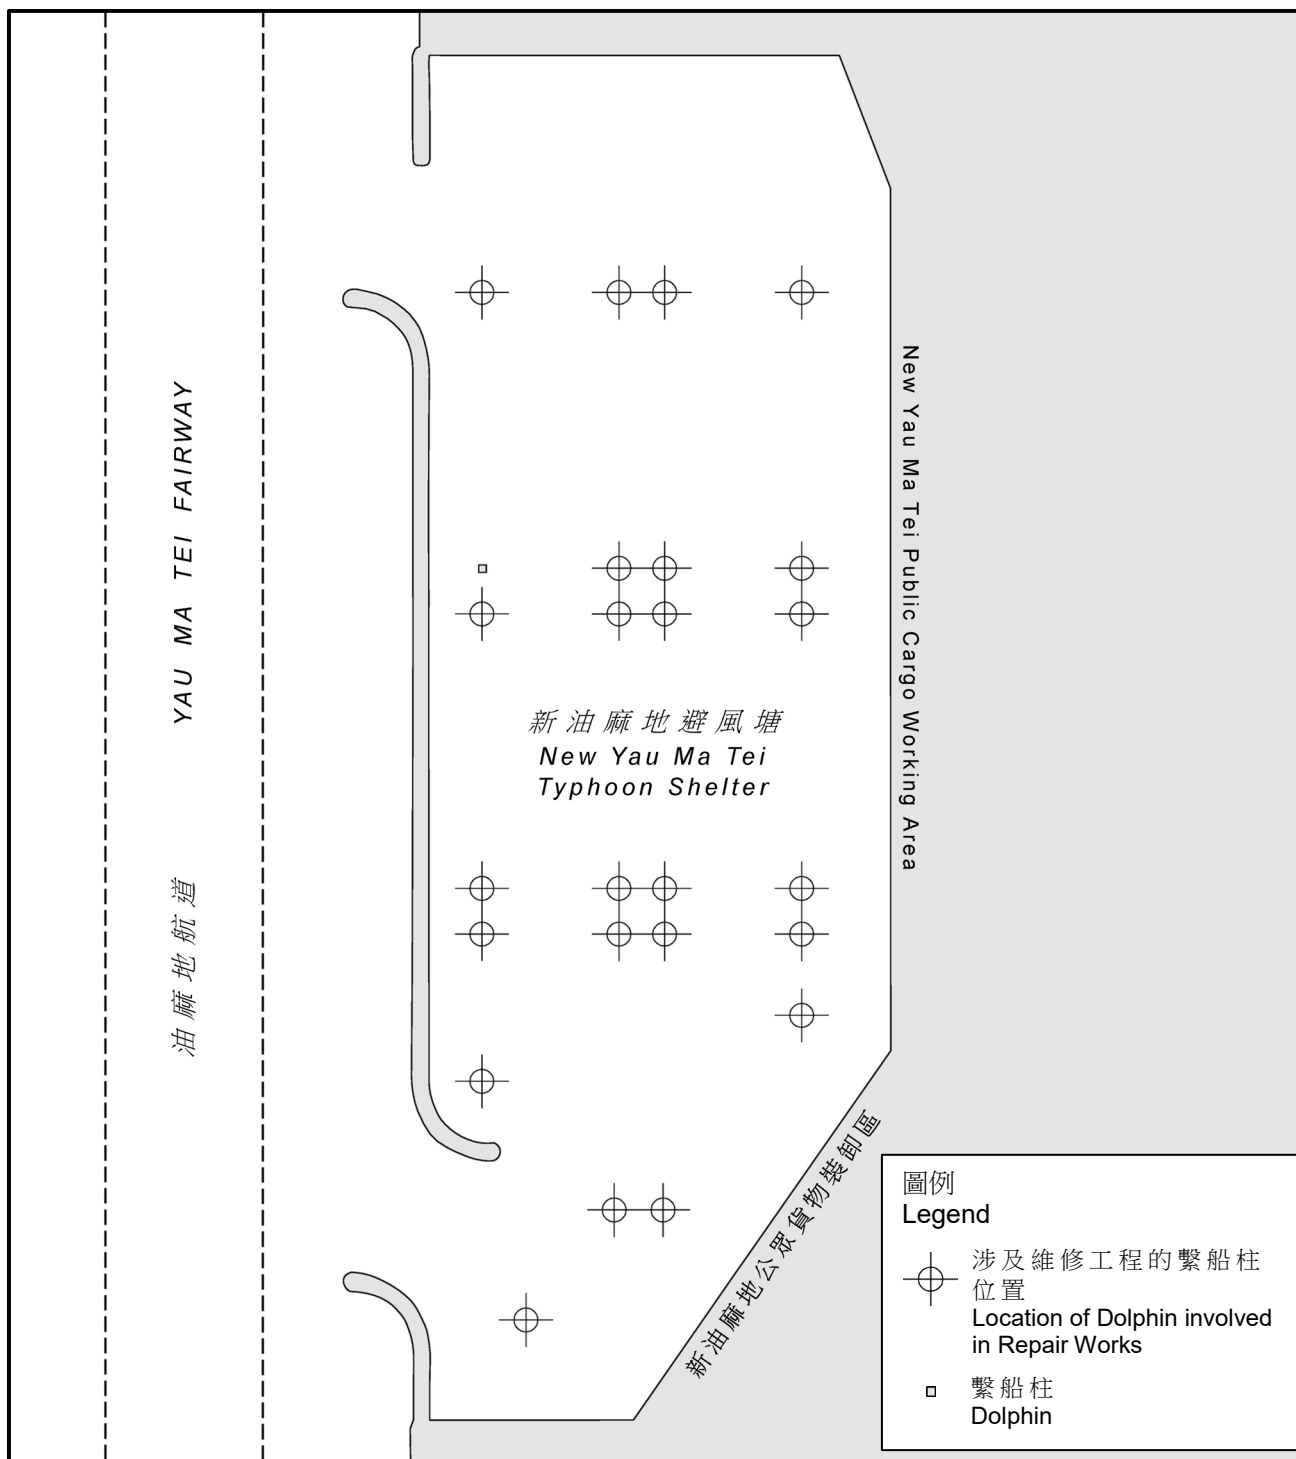 YAU MA TEI FAIRWAY
油麻地航道
新油麻地避風塘
New Yau Ma Tei
Typhoon Shelter
New Yau Ma Tei Public Cargo Working Area
新油麻地公眾貨物裝卸區
圖例
Legend
涉及維修工程的繫船柱
位置
Location of Dolphin involved
in Repair Works
繫船柱
Dolphin